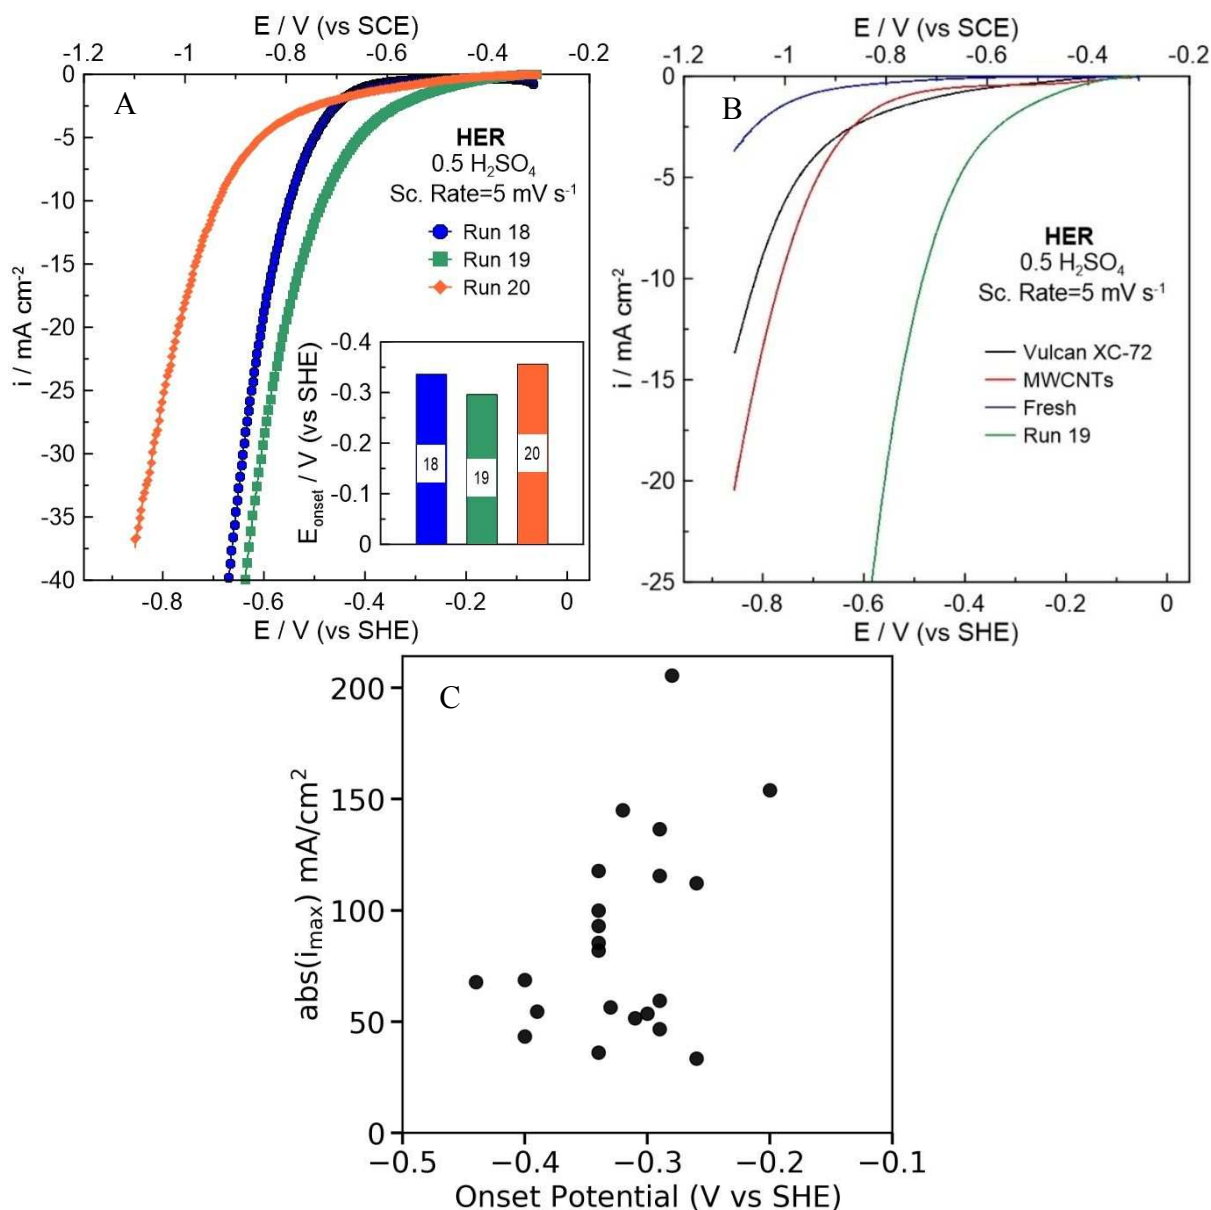 E / V (vs SCE)
-1.2 -1 -0.8 -0.6 -0.4 -0.2
A
0
-5
-10
-15
-20
-25
-30
-35
-40
i / mA cm-2
HER
0.5 H2SO4
Sc. Rate=5 mV s-1
Run 18
Run 19
Run 20
-0.4
-0.3
-0.2
-0.1
0
Eonset / V (vs SHE)
18
19
20
-0.8 -0.6 -0.4 -0.2 0
E / V (vs SHE)
E / V (vs SCE)
-1.2 -1 -0.8 -0.6 -0.4 -0.2
B
0
-5
-10
-15
-20
-25
i / mA cm-2
HER
0.5 H2SO4
Sc. Rate=5 mV s-1
Vulcan XC-72
MWCNTs
Fresh
Run 19
-0.8 -0.6 -0.4 -0.2 0
E / V (vs SHE)
C
200
150
100
50
0
abs(imax) mA/cm2
−0.5 −0.4 −0.3 −0.2 −0.1
Onset Potential (V vs SHE)